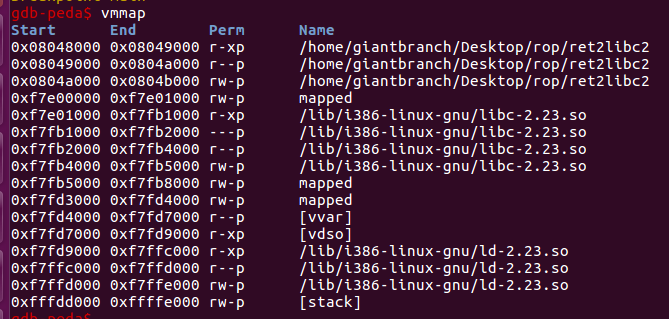 gdb-peda$ vmmap
Start      End        Perm      Name
0x08048000 0x08049000 r-xp      /home/giantbranch/Desktop/rop/ret2libc2
0x08049000 0x0804a000 r--p      /home/giantbranch/Desktop/rop/ret2libc2
0x0804a000 0x0804b000 rw-p      /home/giantbranch/Desktop/rop/ret2libc2
0xf7e00000 0xf7e01000 rw-p      mapped
0xf7e01000 0xf7fb1000 r-xp      /lib/i386-linux-gnu/libc-2.23.so
0xf7fb1000 0xf7fb2000 ---p      /lib/i386-linux-gnu/libc-2.23.so
0xf7fb2000 0xf7fb4000 r--p      /lib/i386-linux-gnu/libc-2.23.so
0xf7fb4000 0xf7fb5000 rw-p      /lib/i386-linux-gnu/libc-2.23.so
0xf7fb5000 0xf7fb8000 rw-p      mapped
0xf7fd3000 0xf7fd4000 rw-p      mapped
0xf7fd4000 0xf7fd7000 r--p      [vvar]
0xf7fd7000 0xf7fd9000 r-xp      [vdso]
0xf7fd9000 0xf7ffc000 r-xp      /lib/i386-linux-gnu/ld-2.23.so
0xf7ffc000 0xf7ffd000 r--p      /lib/i386-linux-gnu/ld-2.23.so
0xf7ffd000 0xf7ffe000 rw-p      /lib/i386-linux-gnu/ld-2.23.so
0xfffdd000 0xffffe000 rw-p      [stack]
gdb-peda$